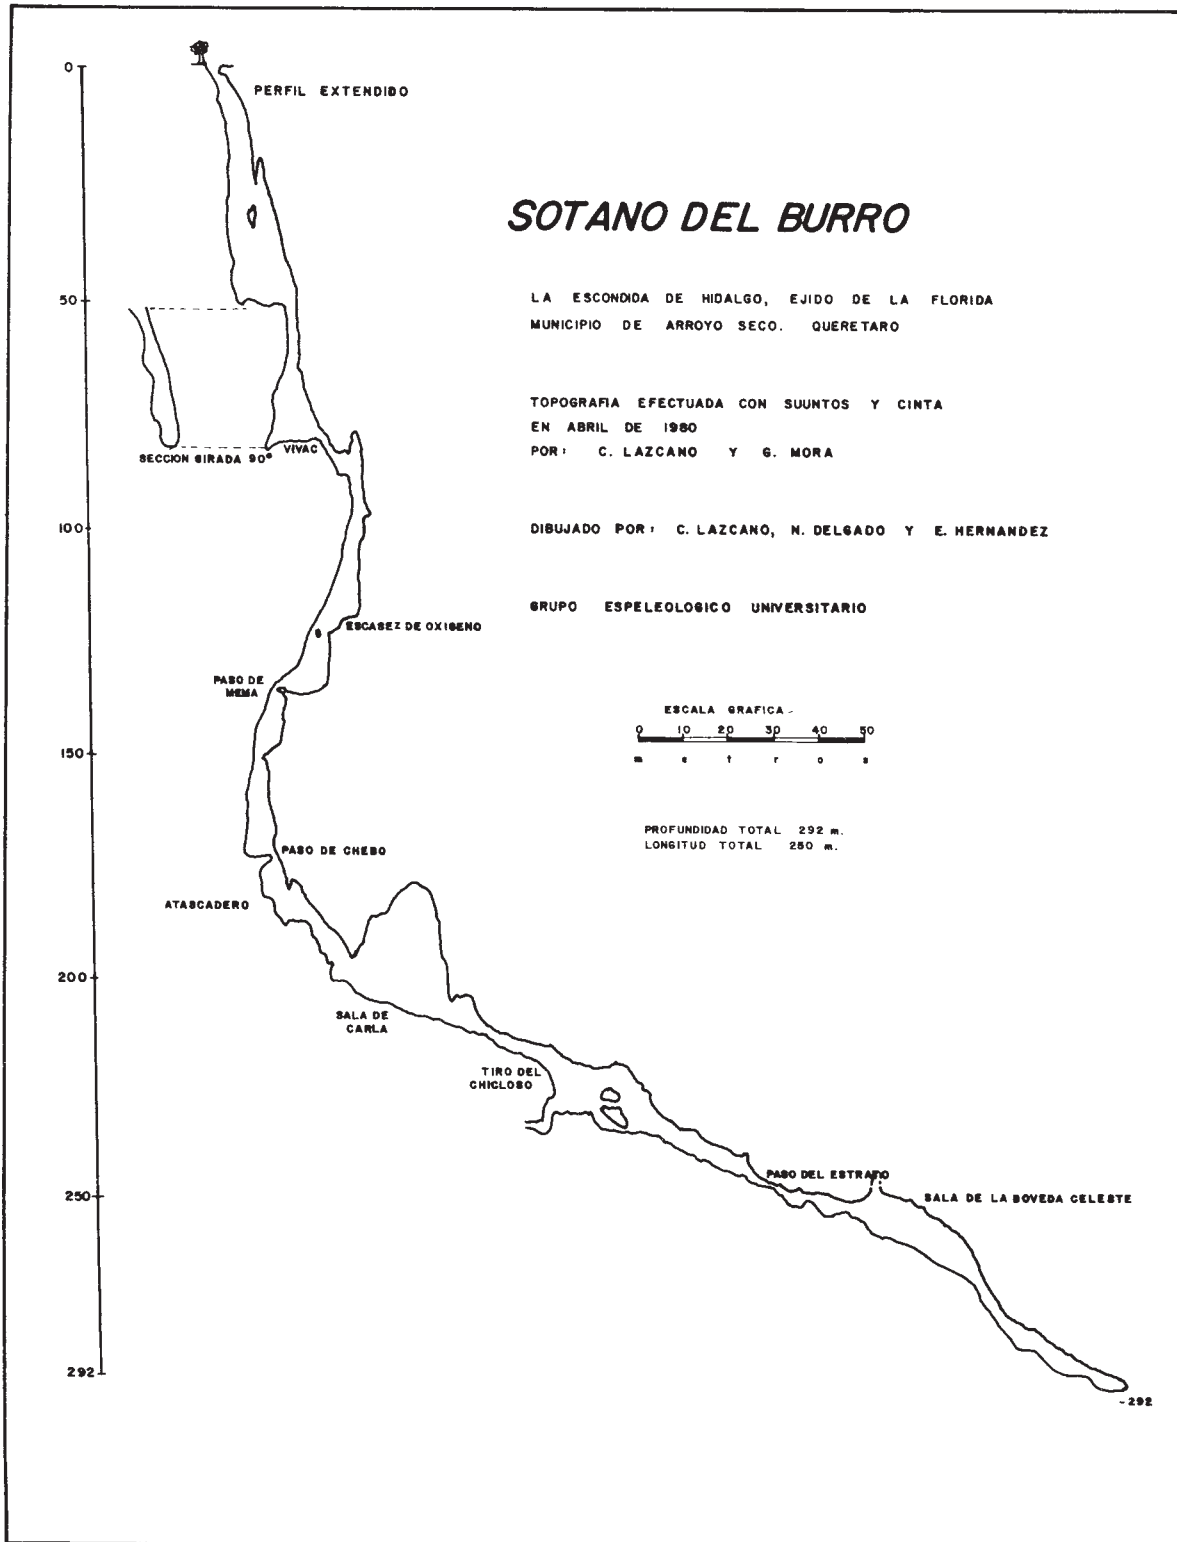 0
PERFIL EXTENDIDO
SOTANO DEL BURRO
LA ESCONDIDA DE HIDALGO, EJIDO DE LA FLORIDA
MUNICIPIO DE ARROYO SECO. QUERETARO
50
TOPOGRAFIA EFECTUADA CON SUUNTOS Y CINTA
EN ABRIL DE 1980
POR: C. LAZCANO Y G. MORA
VIVAC
SECCION GIRADA 90°
100
DIBUJADO POR: C. LAZCANO, N. DELGADO Y E. HERNANDEZ
GRUPO ESPELEOLOGICO UNIVERSITARIO
ESCASEZ DE OXIGENO
PASO DE
MEMA
ESCALA GRAFICA
0 10 20 30 40 50
m e t r o s
150
PROFUNDIDAD TOTAL 292 m.
LONGITUD TOTAL 250 m.
PASO DE CHEBO
ATASCADERO
200
SALA DE
CARLA
TIRO DEL
CHICLOSO
PASO DEL ESTRATO
250
SALA DE LA BOVEDA CELESTE
292
-292